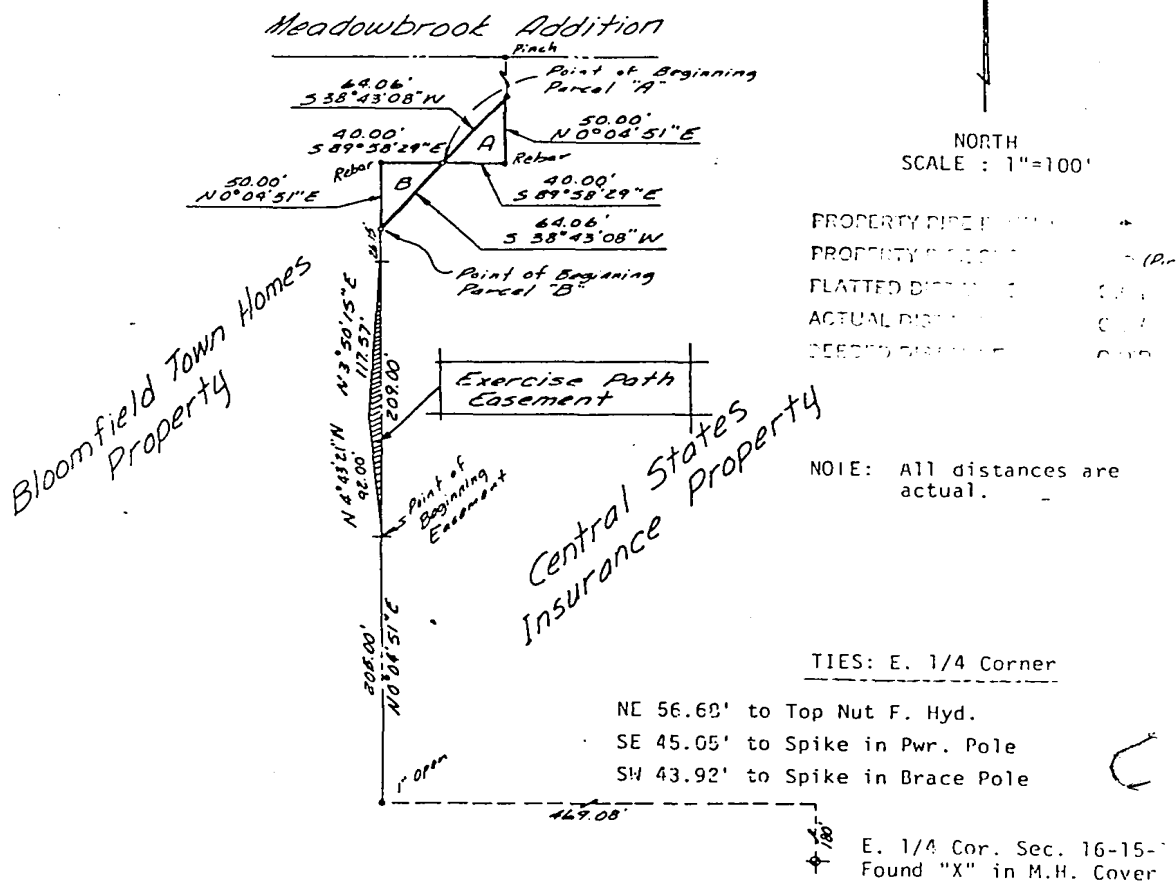 Meadowbrook Addition
Pinch
Point of Beginning
Parcel "A"
64.06'
S 38°43'08" W
50.00'
N 0°04'51" E
A
40.00'
S 89°58'29" E
Rebar
Rebar
B
50.00'
N 0°04'51" E
40.00'
S 89°58'29" E
64.06'
S 38°43'08" W
Point of Beginning
Parcel "B"
NORTH
SCALE : 1"=100'
PROPERTY PIPE
PROPERTY
PLATTED
ACTUAL
Bloomfield Town Homes
Property
N 3°50'15" E
117.57'
209.00'
N 4°43'21" W
92.00'
Exercise Path
Easement
Point of
Beginning
Easement
Central States
Insurance Property
NOTE: All distances are
actual.
N 0°04'51" E
209.00'
1" Open
469.08'
180'
TIES: E. 1/4 Corner
NE 56.68' to Top Nut F. Hyd.
SE 45.05' to Spike in Pwr. Pole
SW 43.92' to Spike in Brace Pole
E. 1/4 Cor. Sec. 16-15-
Found "X" in M.H. Cover